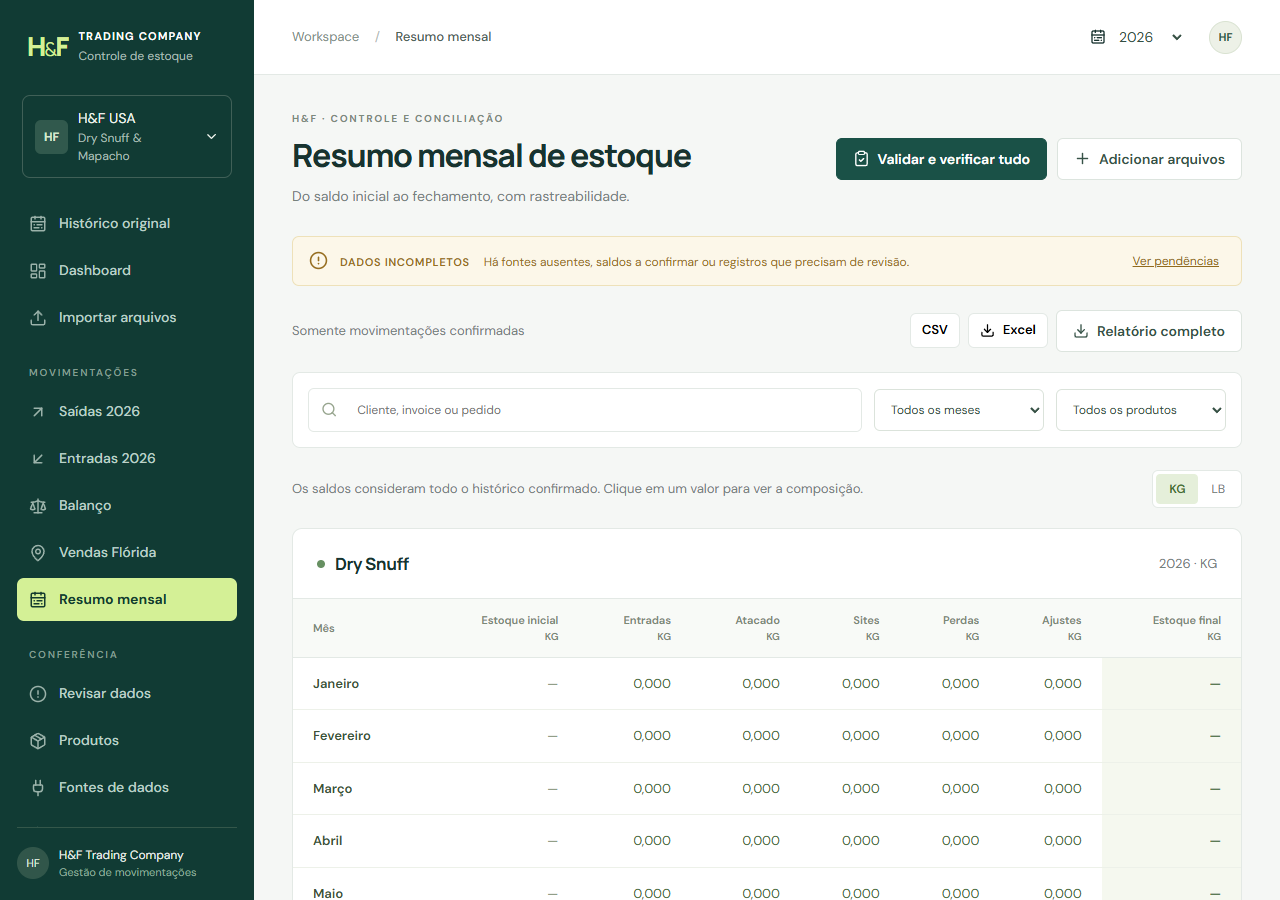 H&F TRADING COMPANY
Controle de estoque
HF H&F USA
Dry Snuff &
Mapacho
Histórico original
Dashboard
Importar arquivos
MOVIMENTAÇÕES
Saídas 2026
Entradas 2026
Balanço
Vendas Flórida
Resumo mensal
CONFERÊNCIA
Revisar dados
Produtos
Fontes de dados
HF H&F Trading Company
Gestão de movimentações
Workspace / Resumo mensal
2026 HF
H&F · CONTROLE E CONCILIAÇÃO
Resumo mensal de estoque
Do saldo inicial ao fechamento, com rastreabilidade.
Validar e verificar tudo
Adicionar arquivos
DADOS INCOMPLETOS Há fontes ausentes, saldos a confirmar ou registros que precisam de revisão. Ver pendências
Somente movimentações confirmadas CSV Excel Relatório completo
Cliente, invoice ou pedido Todos os meses Todos os produtos
Os saldos consideram todo o histórico confirmado. Clique em um valor para ver a composição. KG LB
Dry Snuff 2026 · KG
Mês Estoque inicial KG Entradas KG Atacado KG Sites KG Perdas KG Ajustes KG Estoque final KG
Janeiro — 0,000 0,000 0,000 0,000 0,000 —
Fevereiro — 0,000 0,000 0,000 0,000 0,000 —
Março — 0,000 0,000 0,000 0,000 0,000 —
Abril — 0,000 0,000 0,000 0,000 0,000 —
Maio — 0,000 0,000 0,000 0,000 0,000 —